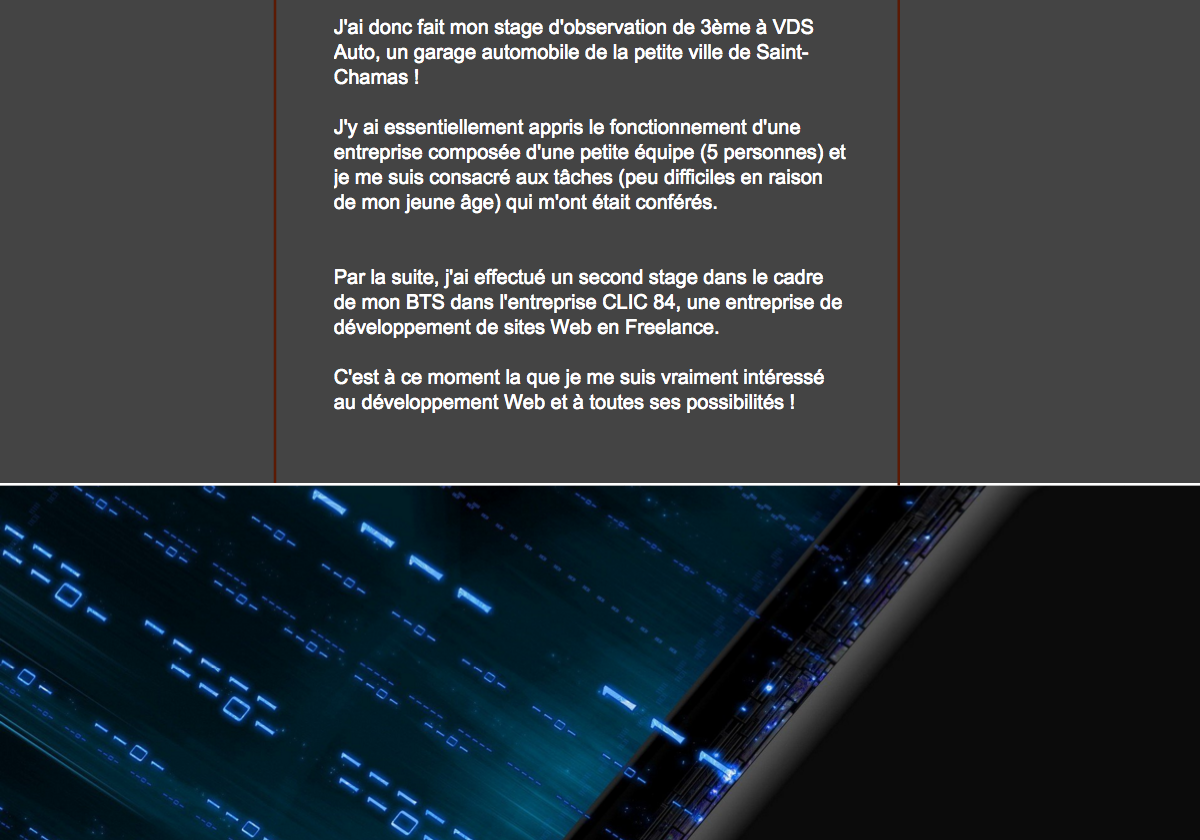 J'ai donc fait mon stage d'observation de 3ème à VDS
Auto, un garage automobile de la petite ville de Saint-
Chamas !
J'y ai essentiellement appris le fonctionnement d'une
entreprise composée d'une petite équipe (5 personnes) et
je me suis consacré aux tâches (peu difficiles en raison
de mon jeune âge) qui m'ont était conférés.
Par la suite, j'ai effectué un second stage dans le cadre
de mon BTS dans l'entreprise CLIC 84, une entreprise de
développement de sites Web en Freelance.
C'est à ce moment la que je me suis vraiment intéressé
au développement Web et à toutes ses possibilités !